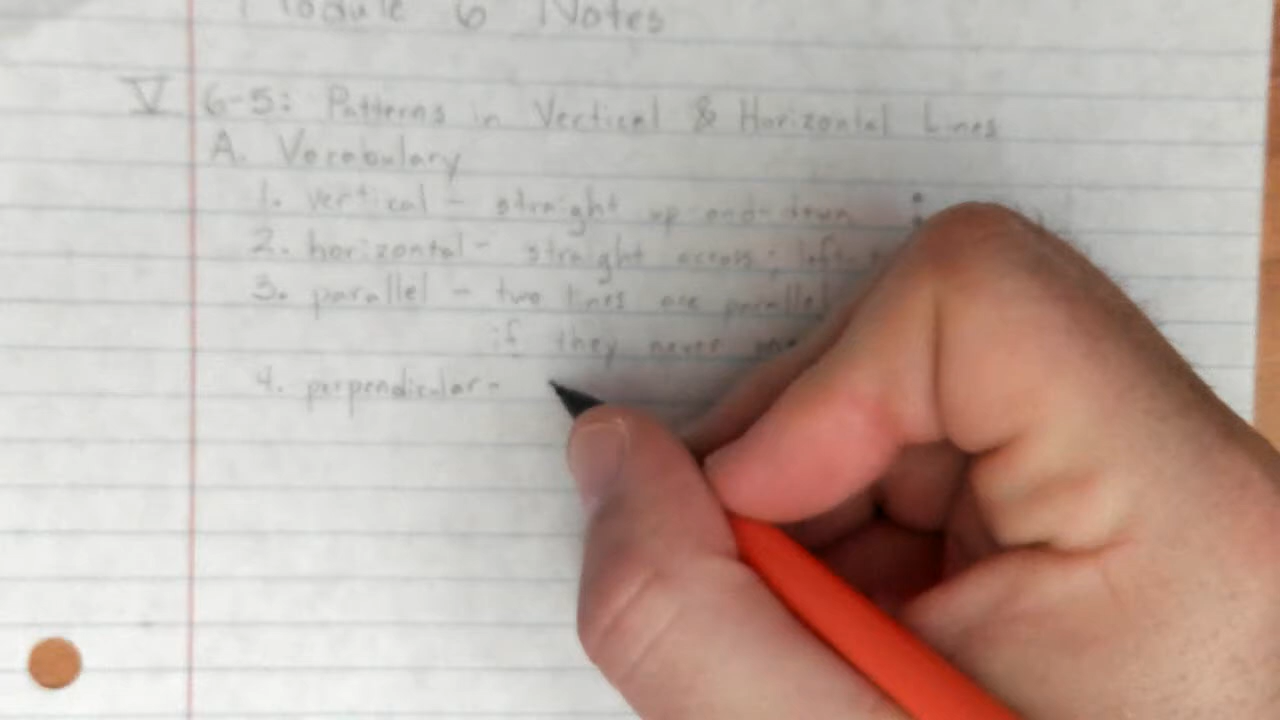 Module 6 Notes
V 6-5: Patterns in Vertical & Horizontal Lines
A. Vocabulary
1. vertical - straight up-and-down
2. horizontal - straight across; left-
3. parallel - two lines are parallel
if they never
4. perpendicular -